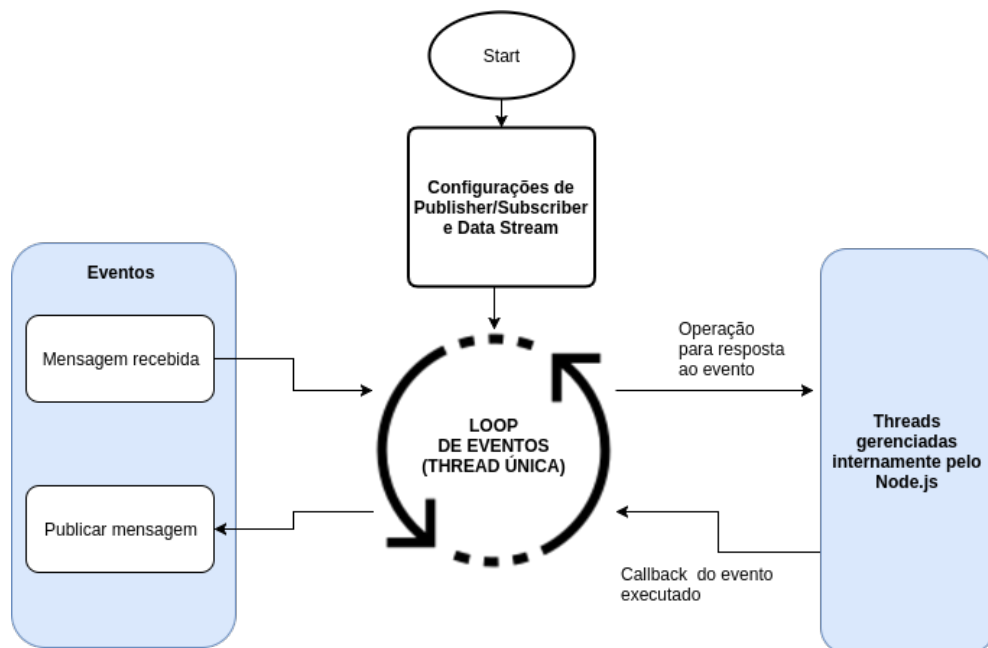 Start
Configurações de
Publisher/Subscriber
e Data Stream
Eventos
Mensagem recebida
Publicar mensagem
LOOP
DE EVENTOS
(THREAD ÚNICA)
Operação
para resposta
ao evento
Callback do evento
executado
Threads
gerenciadas
internamente pelo
Node.js